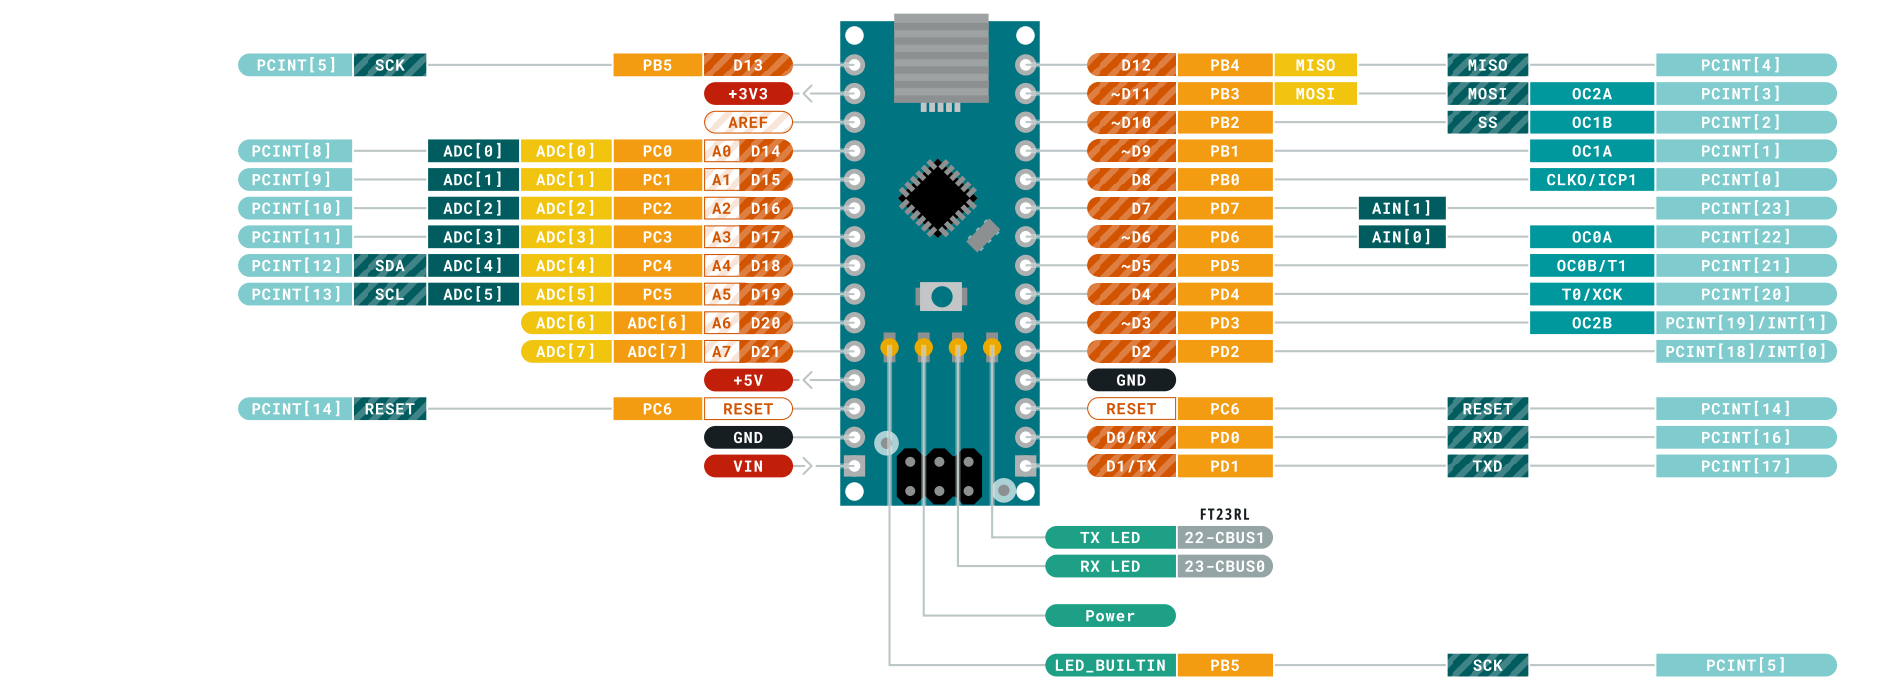 PCINT[5] SCK PB5 D13 D12 PB4 MISO MISO PCINT[4]
+3V3 ~D11 PB3 MOSI MOSI OC2A PCINT[3]
AREF ~D10 PB2 SS OC1B PCINT[2]
PCINT[8] ADC[0] ADC[0] PC0 A0 D14 ~D9 PB1 OC1A PCINT[1]
PCINT[9] ADC[1] ADC[1] PC1 A1 D15 D8 PB0 CLKO/ICP1 PCINT[0]
PCINT[10] ADC[2] ADC[2] PC2 A2 D16 D7 PD7 AIN[1] PCINT[23]
PCINT[11] ADC[3] ADC[3] PC3 A3 D17 ~D6 PD6 AIN[0] OC0A PCINT[22]
PCINT[12] SDA ADC[4] ADC[4] PC4 A4 D18 ~D5 PD5 OC0B/T1 PCINT[21]
PCINT[13] SCL ADC[5] ADC[5] PC5 A5 D19 D4 PD4 T0/XCK PCINT[20]
ADC[6] ADC[6] A6 D20 ~D3 PD3 OC2B PCINT[19]/INT[1]
ADC[7] ADC[7] A7 D21 D2 PD2 PCINT[18]/INT[0]
+5V GND
PCINT[14] RESET PC6 RESET RESET PC6 RESET PCINT[14]
GND D0/RX PD0 RXD PCINT[16]
VIN D1/TX PD1 TXD PCINT[17]
FT23RL
TX LED 22-CBUS1
RX LED 23-CBUS0
Power
LED_BUILTIN PB5 SCK PCINT[5]